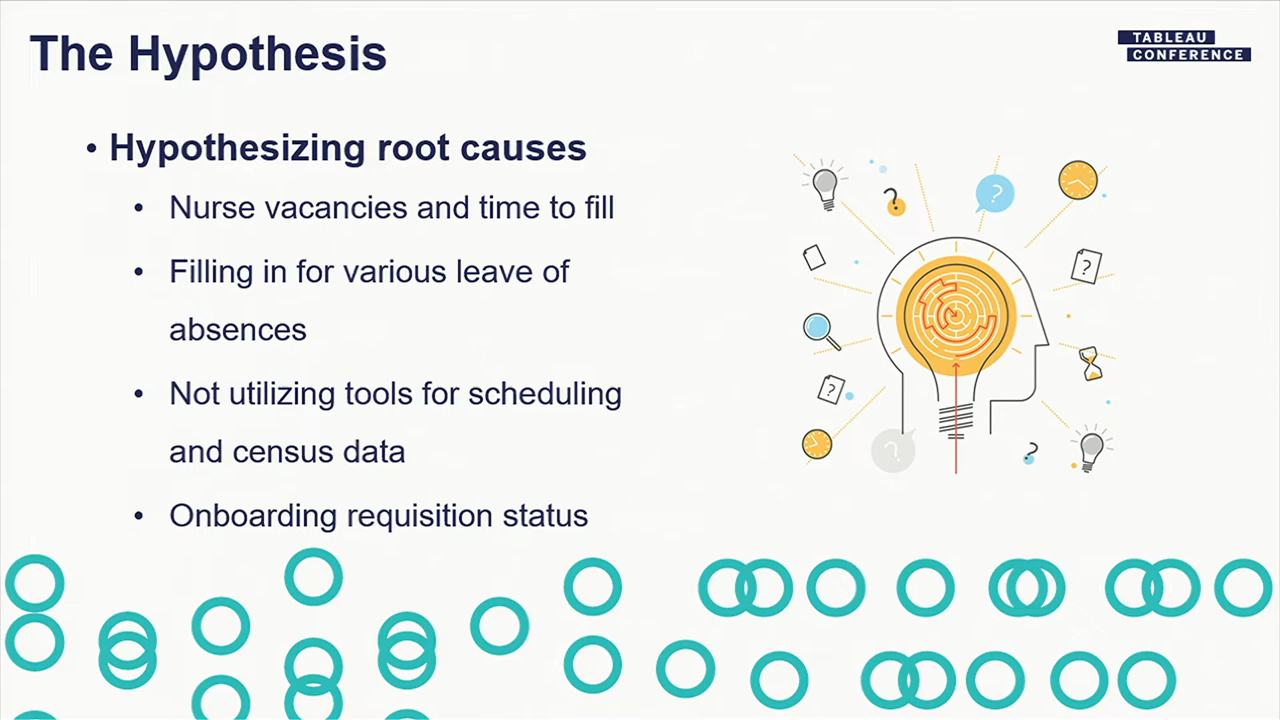 The Hypothesis
TABLEAU
CONFERENCE
• Hypothesizing root causes
• Nurse vacancies and time to fill
• Filling in for various leave of
absences
• Not utilizing tools for scheduling
and census data
• Onboarding requisition status
?
?
?
?
?
?